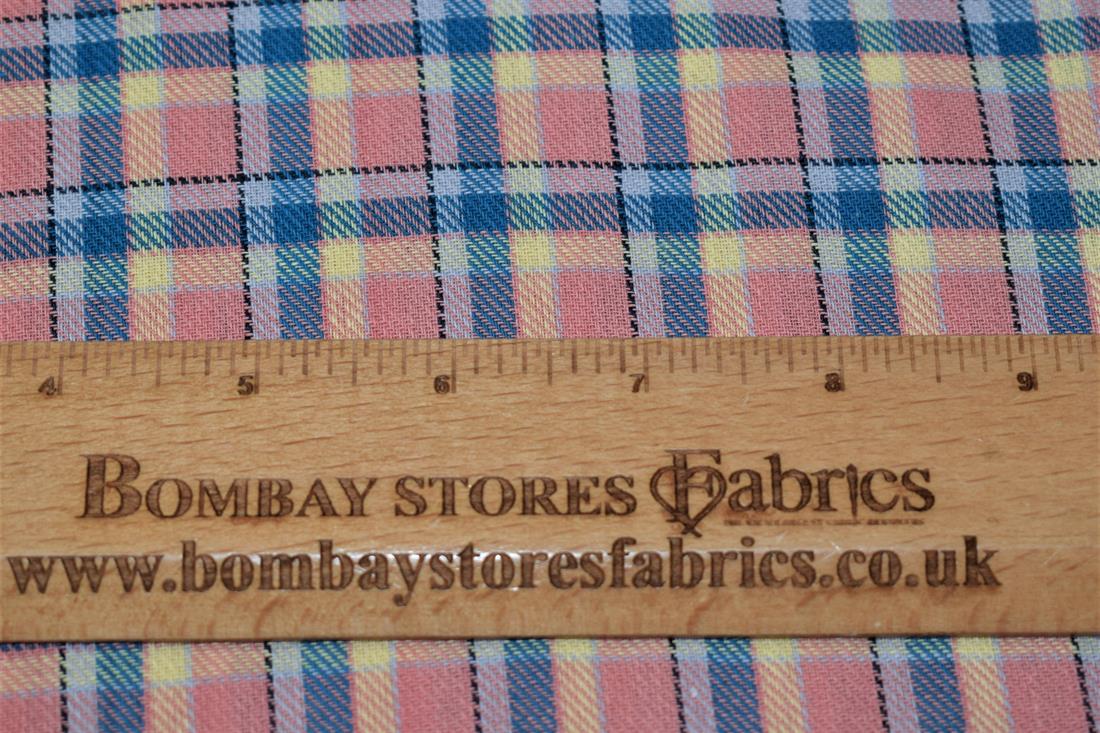 4 5 6 7 8 9
BOMBAY STORES Fabrics
www.bombaystoresfabrics.co.uk